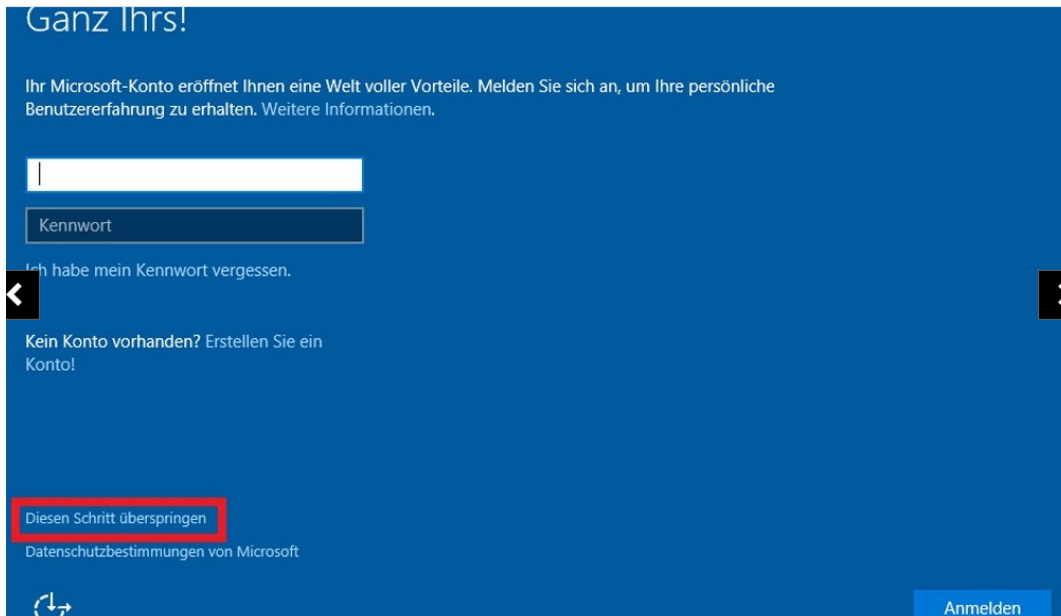 Ganz Ihrs!
Ihr Microsoft-Konto eröffnet Ihnen eine Welt voller Vorteile. Melden Sie sich an, um Ihre persönliche
Benutzererfahrung zu erhalten. Weitere Informationen.
Kennwort
Ich habe mein Kennwort vergessen.
Kein Konto vorhanden? Erstellen Sie ein
Konto!
Diesen Schritt überspringen
Datenschutzbestimmungen von Microsoft
Anmelden